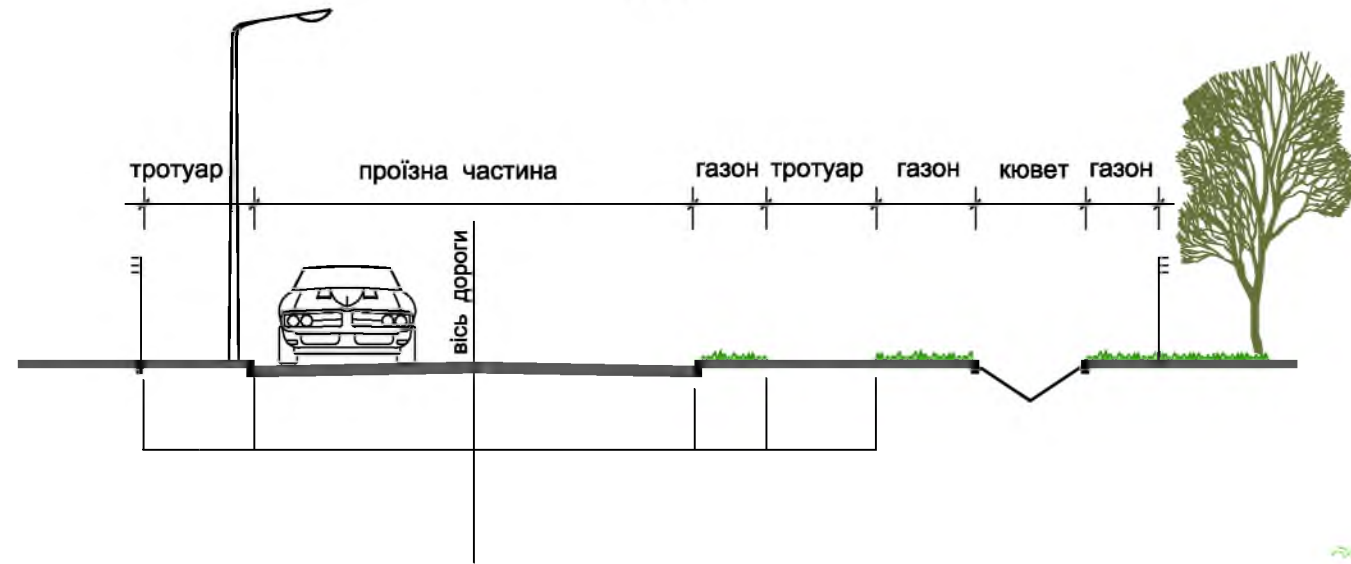 тротуар проїзна частина газон тротуар газон кювет газон
вісь дороги